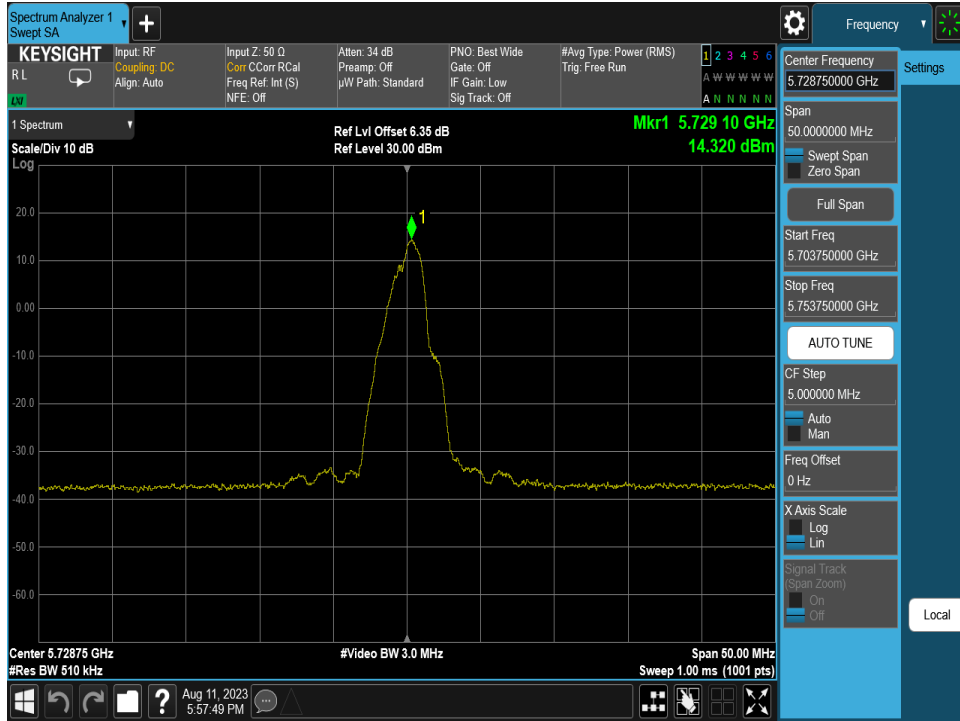 Spectrum Analyzer 1
Swept SA
+
Frequency
KEYSIGHT
Input: RF
Coupling: DC
Align: Auto
Input Z: 50 Ω
Corr CCorr RCal
Freq Ref: Int (S)
NFE: Off
Atten: 34 dB
Preamp: Off
µW Path: Standard
PNO: Best Wide
Gate: Off
IF Gain: Low
Sig Track: Off
#Avg Type: Power (RMS)
Trig: Free Run
1 2 3 4 5 6
A W W W W W
A N N N N N
R L
LXI
1 Spectrum
Scale/Div 10 dB
Log
Ref Lvl Offset 6.35 dB
Ref Level 30.00 dBm
Mkr1 5.729 10 GHz
14.320 dBm
1
20.0
10.0
0.00
-10.0
-20.0
-30.0
-40.0
-50.0
-60.0
Center 5.72875 GHz
#Res BW 510 kHz
#Video BW 3.0 MHz
Span 50.00 MHz
Sweep 1.00 ms (1001 pts)
Center Frequency
5.728750000 GHz
Settings
Span
50.0000000 MHz
Swept Span
Zero Span
Full Span
Start Freq
5.703750000 GHz
Stop Freq
5.753750000 GHz
AUTO TUNE
CF Step
5.000000 MHz
Auto
Man
Freq Offset
0 Hz
X Axis Scale
Log
Lin
Signal Track
(Span Zoom)
On
Off
Local
?
Aug 11, 2023
5:57:49 PM